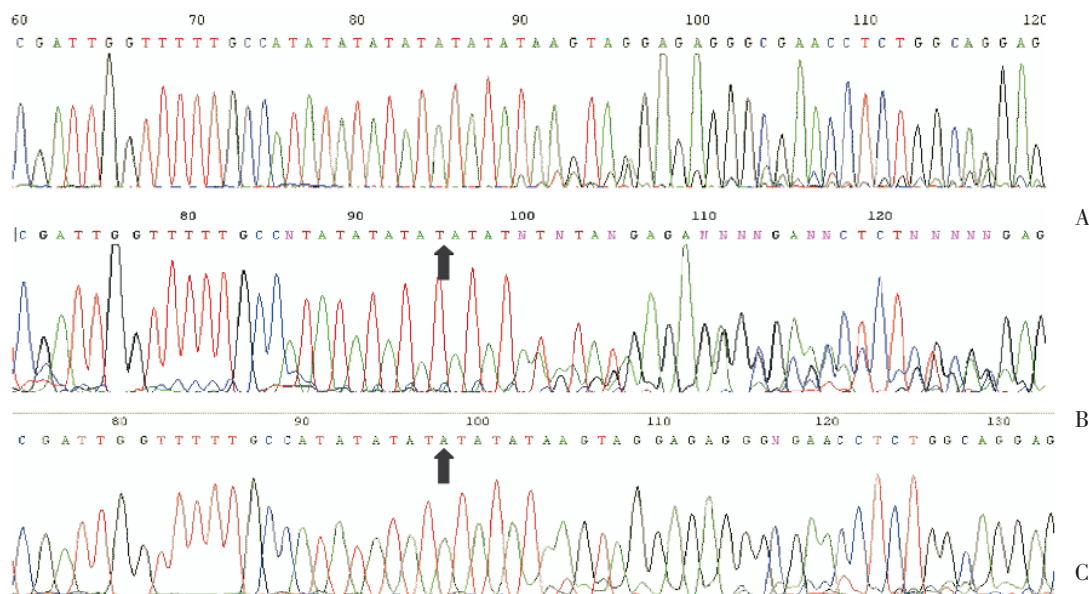 60 70 80 90 100 110 120
C G A T T G G T T T T T G C C A T A T A T A T A T A T A T A T A A G T A G G A G A G G G C G A A C C T C T G G C A G G A G
A
80 90 100 110 120
C G A T T G G T T T T T G C C N T A T A T A T A T A T A T N T N T A N G A G A N N N N G A N N C T C T N N N N N G A G
B
80 90 100 110 120 130
C G A T T G G T T T T T G C C A T A T A T A T A T A T A T A A G T A G G A G A G G G N G A A C C T C T G G C A G G A G
C